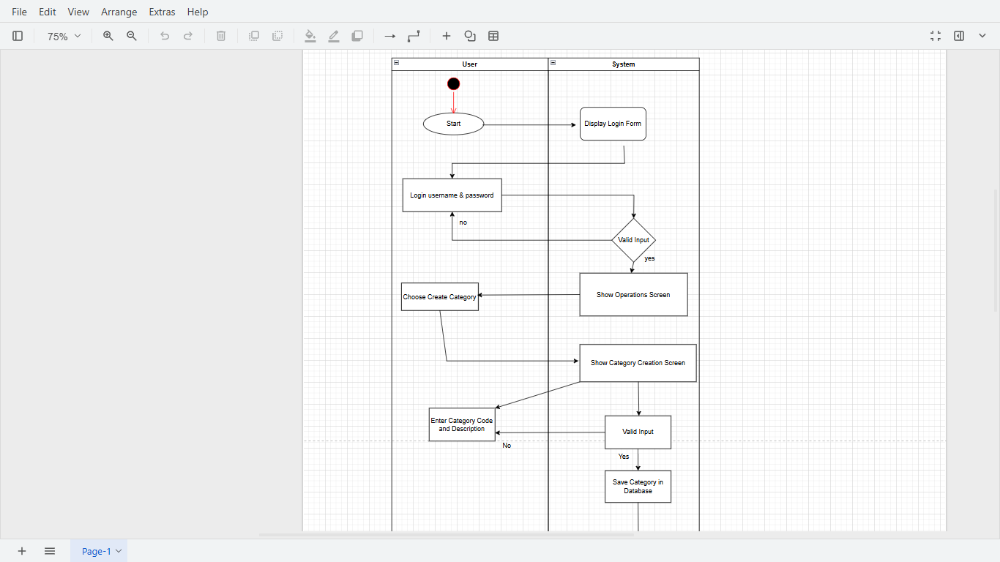 File Edit View Arrange Extras Help
75%
User System
Start
Display Login Form
Login username & password
no
Valid Input
yes
Choose Create Category
Show Operations Screen
Show Category Creation Screen
Enter Category Code
and Description
Valid Input
No
Yes
Save Category in
Database
Page-1